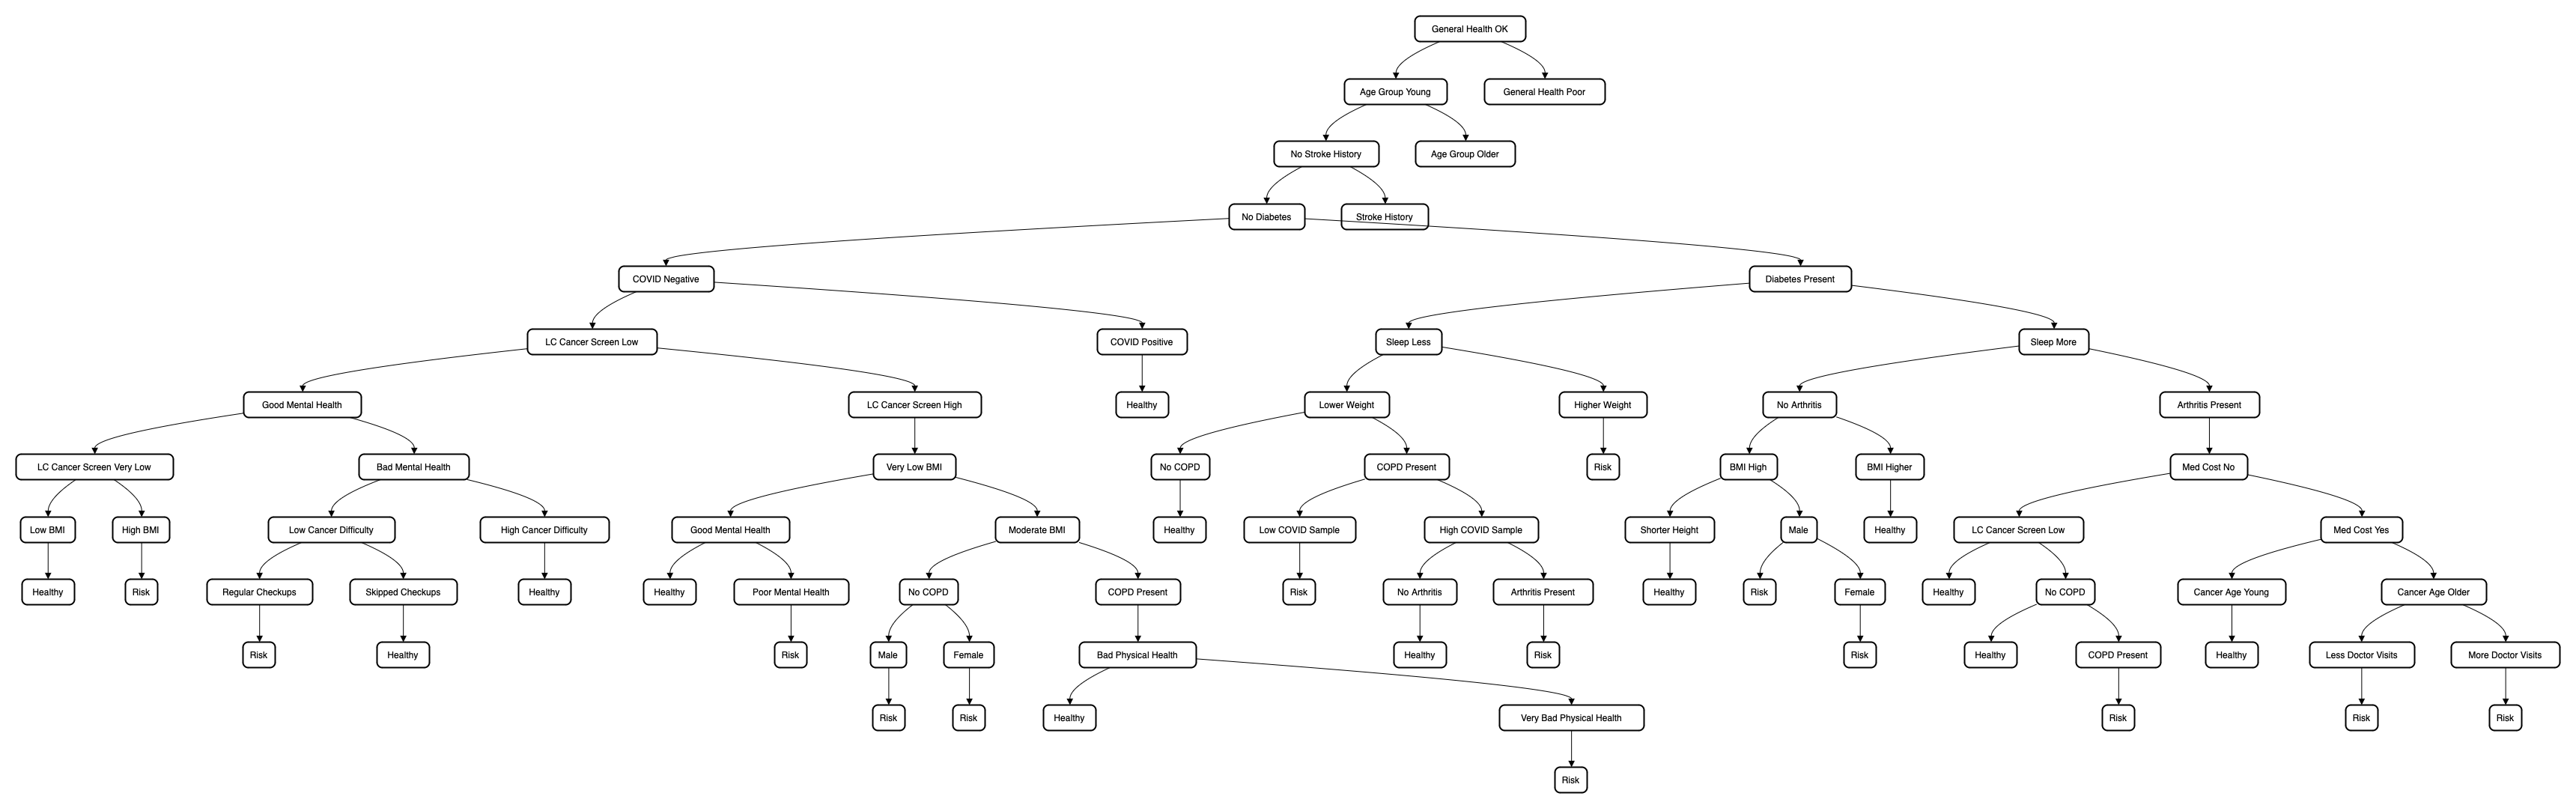 General Health OK
Age Group Young
General Health Poor
No Stroke History
Age Group Older
No Diabetes
Stroke History
COVID Negative
Diabetes Present
LC Cancer Screen Low
COVID Positive
Sleep Less
Sleep More
Good Mental Health
LC Cancer Screen High
Healthy
Lower Weight
Higher Weight
No Arthritis
Arthritis Present
LC Cancer Screen Very Low
Bad Mental Health
Very Low BMI
No COPD
COPD Present
Risk
BMI High
BMI Higher
Med Cost No
Low BMI
High BMI
Low Cancer Difficulty
High Cancer Difficulty
Good Mental Health
Moderate BMI
Healthy
Low COVID Sample
High COVID Sample
Shorter Height
Male
Healthy
LC Cancer Screen Low
Med Cost Yes
Healthy
Risk
Regular Checkups
Skipped Checkups
Healthy
Healthy
Poor Mental Health
No COPD
COPD Present
Risk
No Arthritis
Arthritis Present
Healthy
Risk
Female
Healthy
No COPD
Cancer Age Young
Cancer Age Older
Risk
Healthy
Risk
Male
Female
Bad Physical Health
Healthy
Risk
Risk
Healthy
COPD Present
Healthy
Less Doctor Visits
More Doctor Visits
Risk
Risk
Healthy
Very Bad Physical Health
Risk
Risk
Risk
Risk